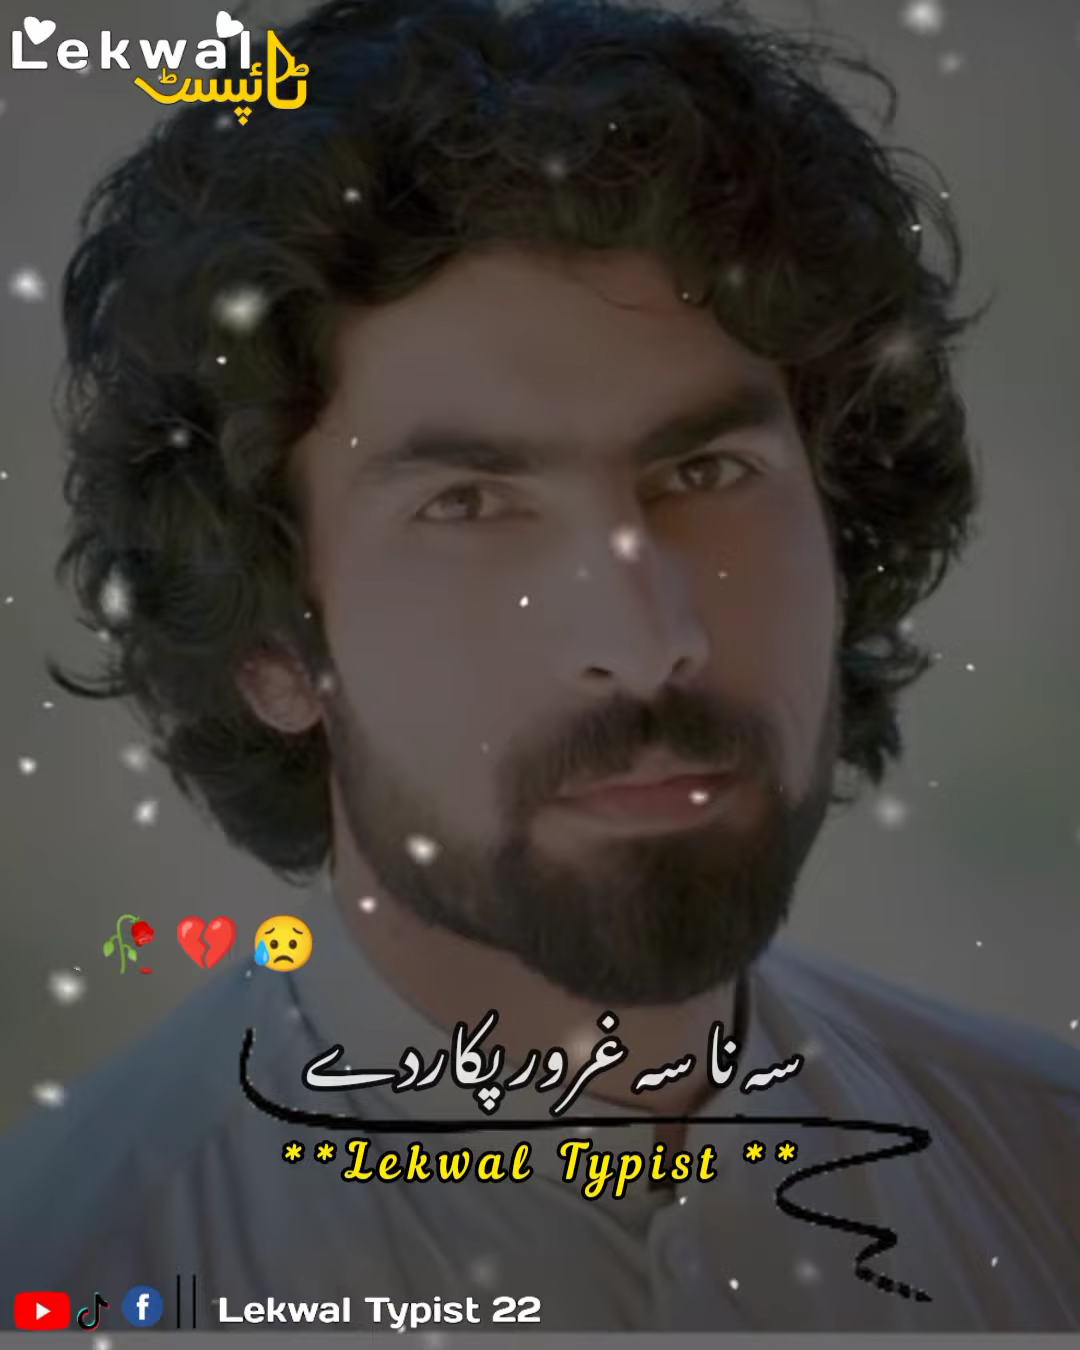 Lekwal
ٹائپسٹ
🥀 💔 😥
سہ نا سہ غرور پکار دے
**Lekwal Typist **
Lekwal Typist 22